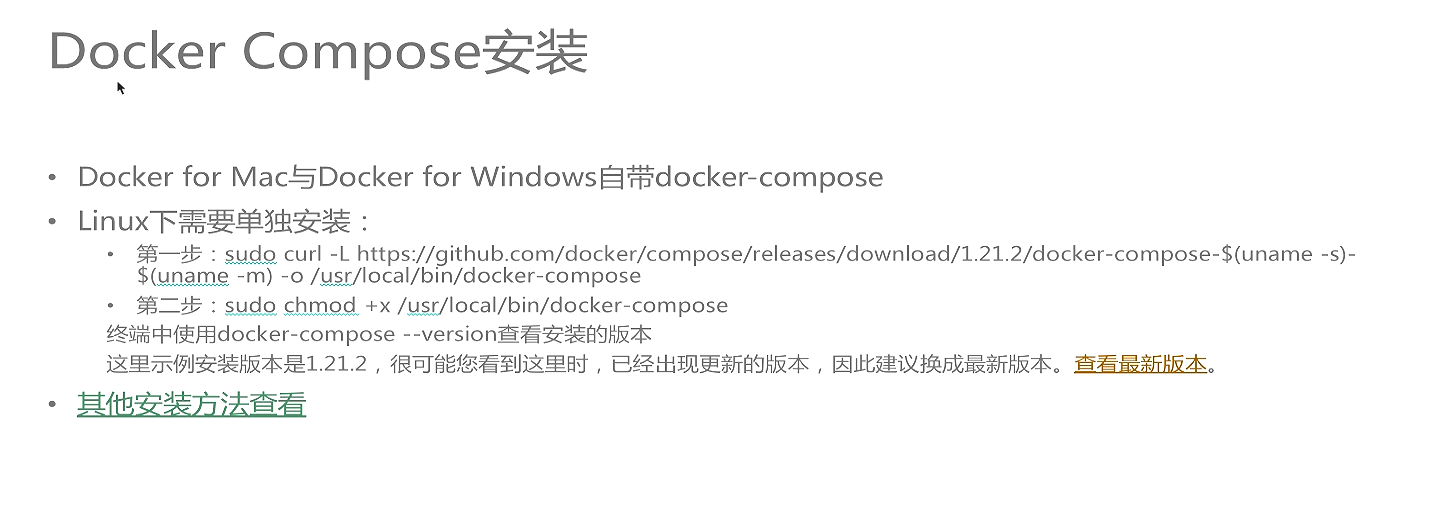 Docker Compose安装
• Docker for Mac与Docker for Windows自带docker-compose
• Linux下需要单独安装：
• 第一步：sudo curl -L https://github.com/docker/compose/releases/download/1.21.2/docker-compose-$(uname -s)-
$(uname -m) -o /usr/local/bin/docker-compose
• 第二步：sudo chmod +x /usr/local/bin/docker-compose
终端中使用docker-compose --version查看安装的版本
这里示例安装版本是1.21.2，很可能您看到这里时，已经出现更新的版本，因此建议换成最新版本。查看最新版本。
• 其他安装方法查看